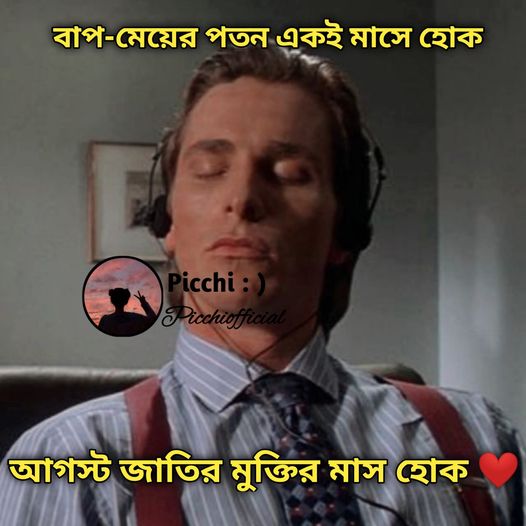 বাপ-মেয়ের পতন একই মাসে হোক
Picchi : )
Picchiofficial
আগস্ট জাতির মুক্তির মাস হোক ❤️